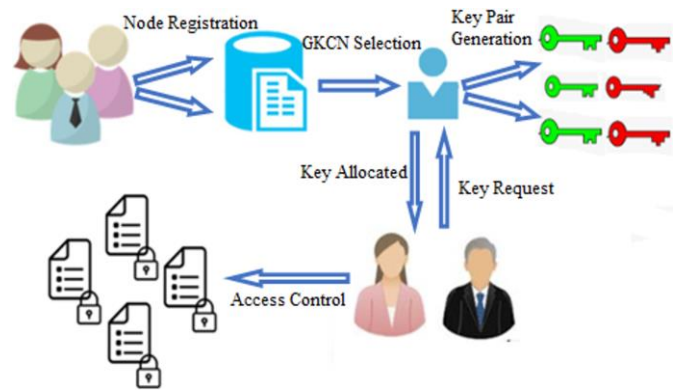 Node Registration
GKCN Selection
Key Pair
Generation
Key Allocated
Key Request
Access Control